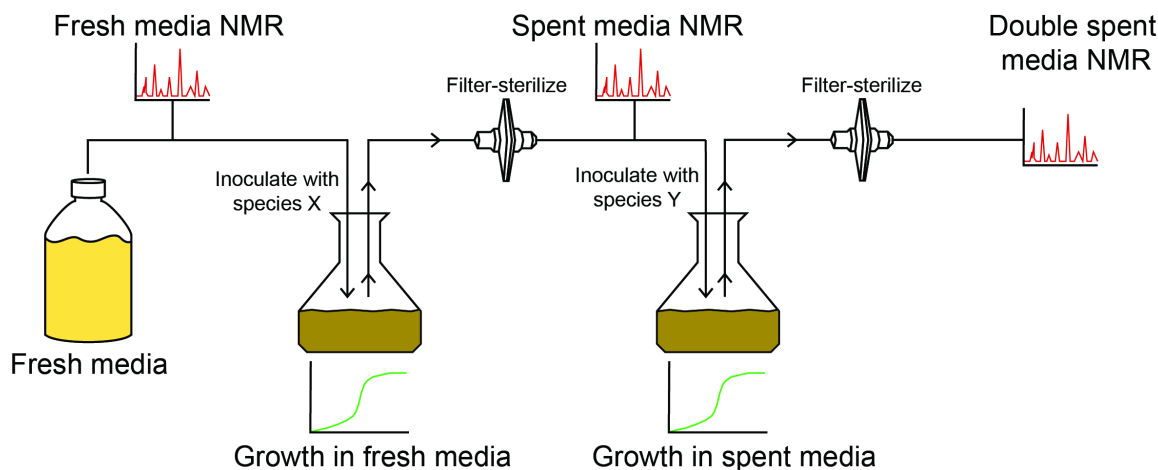 Fresh media NMR
Spent media NMR
Double spent
media NMR
Filter-sterilize
Filter-sterilize
Inoculate with
species X
Inoculate with
species Y
Fresh media
Growth in fresh media
Growth in spent media